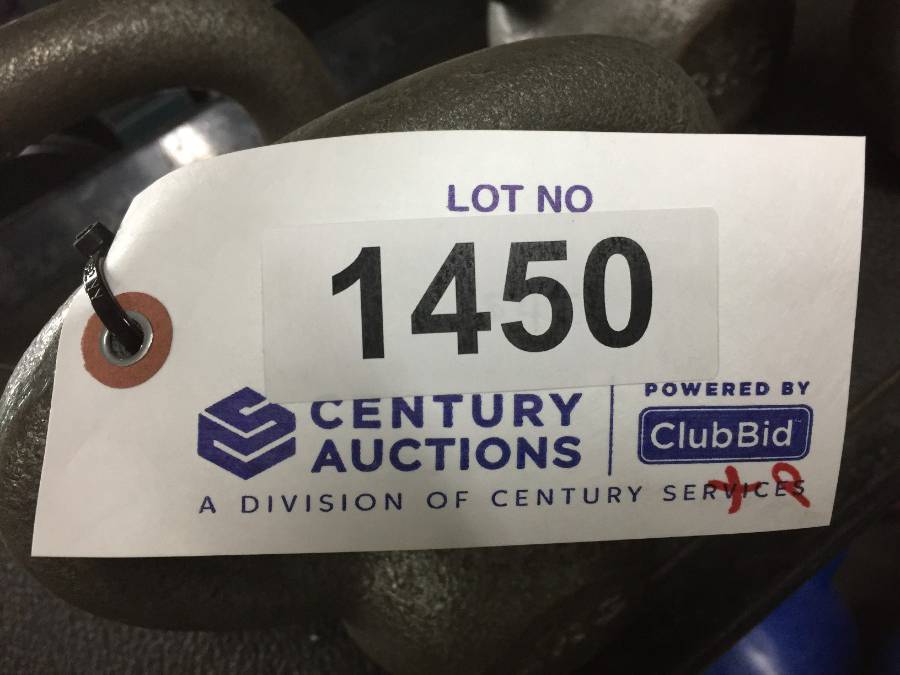 LOT NO
1450
CENTURY
AUCTIONS
POWERED BY
ClubBid
A DIVISION OF CENTURY SERVICES